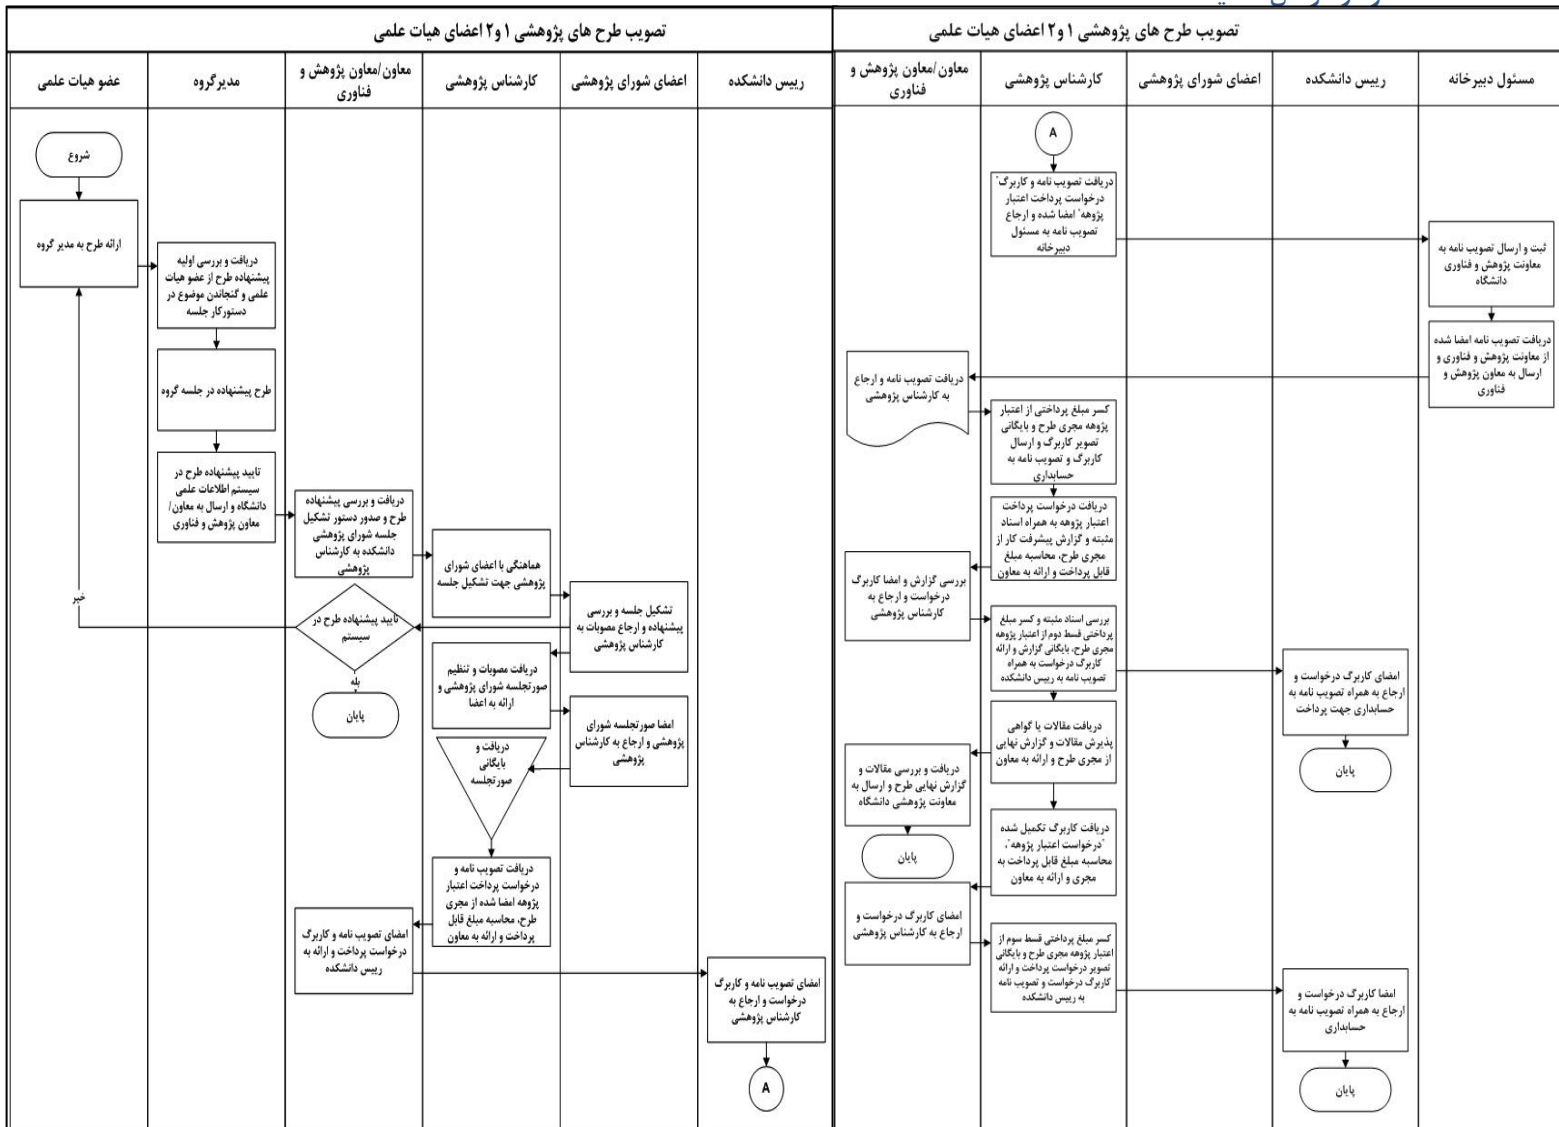 تصویب طرح های پژوهشی ۱ و۲ اعضای هیات علمی
عضو هیات علمی
مدیرگروه
معاون/معاون پژوهش و
فناوری
کارشناس پژوهشی
اعضای شورای پژوهشی
رییس دانشکده
شروع
ارائه طرح به مدیر گروه
دریافت و بررسی اولیه
پیشنهاده طرح از عضو هیات
علمی و گنجاندن موضوع در
دستورکار جلسه
طرح پیشنهاده در جلسه گروه
تایید پیشنهاده طرح در
سیستم اطلاعات علمی
دانشگاه و ارسال به معاون/
معاون پژوهش و فناوری
دریافت و بررسی پیشنهاده
طرح و صدور دستور تشکیل
جلسه شورای پژوهشی
دانشکده به کارشناس
پژوهشی
هماهنگی با اعضای شورای
پژوهشی جهت تشکیل جلسه
تشکیل جلسه و بررسی
پیشنهاده و ارجاع مصوبات به
کارشناس پژوهشی
تایید پیشنهاده طرح در
سیستم
خیر
بله
پایان
دریافت مصوبات و تنظیم
صورتجلسه شورای پژوهشی و
ارائه به اعضا
امضا صورتجلسه شورای
پژوهشی و ارجاع به کارشناس
پژوهشی
دریافت و
بایگانی
صورتجلسه
دریافت تصویب نامه و
درخواست پرداخت اعتبار
پژوهه امضا شده از مجری
طرح، محاسبه مبلغ قابل
پرداخت و ارائه به معاون
امضای تصویب نامه و کاربرگ
درخواست پرداخت و ارائه به
رییس دانشکده
امضای تصویب نامه و کاربرگ
درخواست و ارجاع به
کارشناس پژوهشی
A
تصویب طرح های پژوهشی ۱ و۲ اعضای هیات علمی
معاون/معاون پژوهش و
فناوری
کارشناس پژوهشی
اعضای شورای پژوهشی
رییس دانشکده
مسئول دبیرخانه
A
دریافت تصویب نامه و کاربرگ"
درخواست پرداخت اعتبار
پژوهه" امضا شده و ارجاع
تصویب نامه به مسئول
دبیرخانه
ثبت و ارسال تصویب نامه به
معاونت پژوهش و فناوری
دانشگاه
دریافت تصویب نامه امضا شده
از معاونت پژوهش و فناوری و
ارسال به معاون پژوهش و
فناوری
دریافت تصویب نامه و ارجاع
به کارشناس پژوهشی
کسر مبلغ پرداختی از اعتبار
پژوهه مجری طرح و بایگانی
تصویر کاربرگ و ارسال
کاربرگ و تصویب نامه به
حسابداری
دریافت درخواست پرداخت
اعتبار پژوهه به همراه اسناد
مثبته و گزارش پیشرفت کار از
مجری طرح، محاسبه مبلغ
قابل پرداخت و ارائه به معاون
بررسی گزارش و امضا کاربرگ
درخواست و ارجاع به
کارشناس پژوهشی
بررسی اسناد مثبته و کسر مبلغ
پرداختی قسط دوم از اعتبار پژوهه
مجری طرح، بایگانی گزارش و ارائه
کاربرگ درخواست به همراه
تصویب نامه به رییس دانشکده
امضای کاربرگ درخواست و
ارجاع به همراه تصویب نامه به
حسابداری جهت پرداخت
پایان
دریافت مقالات یا گواهی
پذیرش مقالات و گزارش نهایی
از مجری طرح و ارائه به معاون
دریافت و بررسی مقالات و
گزارش نهایی طرح و ارسال به
معاونت پژوهشی دانشگاه
پایان
دریافت کاربرگ تکمیل شده
"درخواست اعتبار پژوهه"،
محاسبه مبلغ قابل پرداخت به
مجری و ارائه به معاون
امضای کاربرگ درخواست و
ارجاع به کارشناس پژوهشی
کسر مبلغ پرداختی قسط سوم از
اعتبار پژوهه مجری طرح و بایگانی
تصویر درخواست پرداخت و ارائه
کاربرگ درخواست و تصویب نامه
به رییس دانشکده
امضا کاربرگ درخواست و
ارجاع به همراه تصویب نامه به
حسابداری
پایان